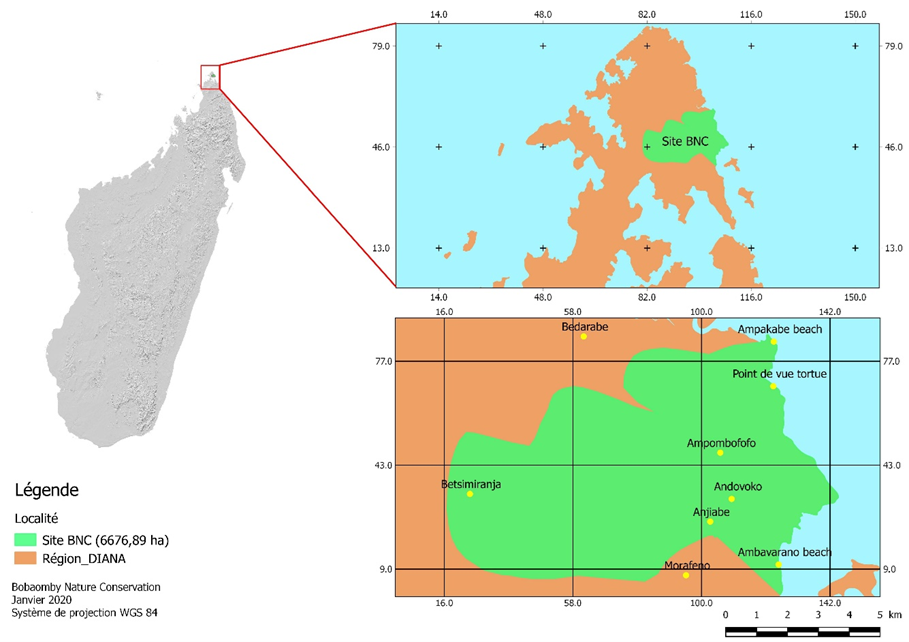 14.0 48.0 82.0 116.0 150.0
79.0 79.0
Site BNC
46.0 46.0
13.0 13.0
14.0 48.0 82.0 116.0 150.0
16.0 58.0 100.0 142.0
Bedarabe Ampakabe beach
77.0 77.0
Point de vue tortue
Ampombofofo
43.0 43.0
Betsimiranja Andovoko
Anjiabe
Ambavarano beach
Morafeno
9.0 9.0
16.0 58.0 100.0 142.0
0 1 2 3 4 5 km
Légende
Localité
Site BNC (6676,89 ha)
Région_DIANA
Bobaomby Nature Conservation
Janvier 2020
Système de projection WGS 84